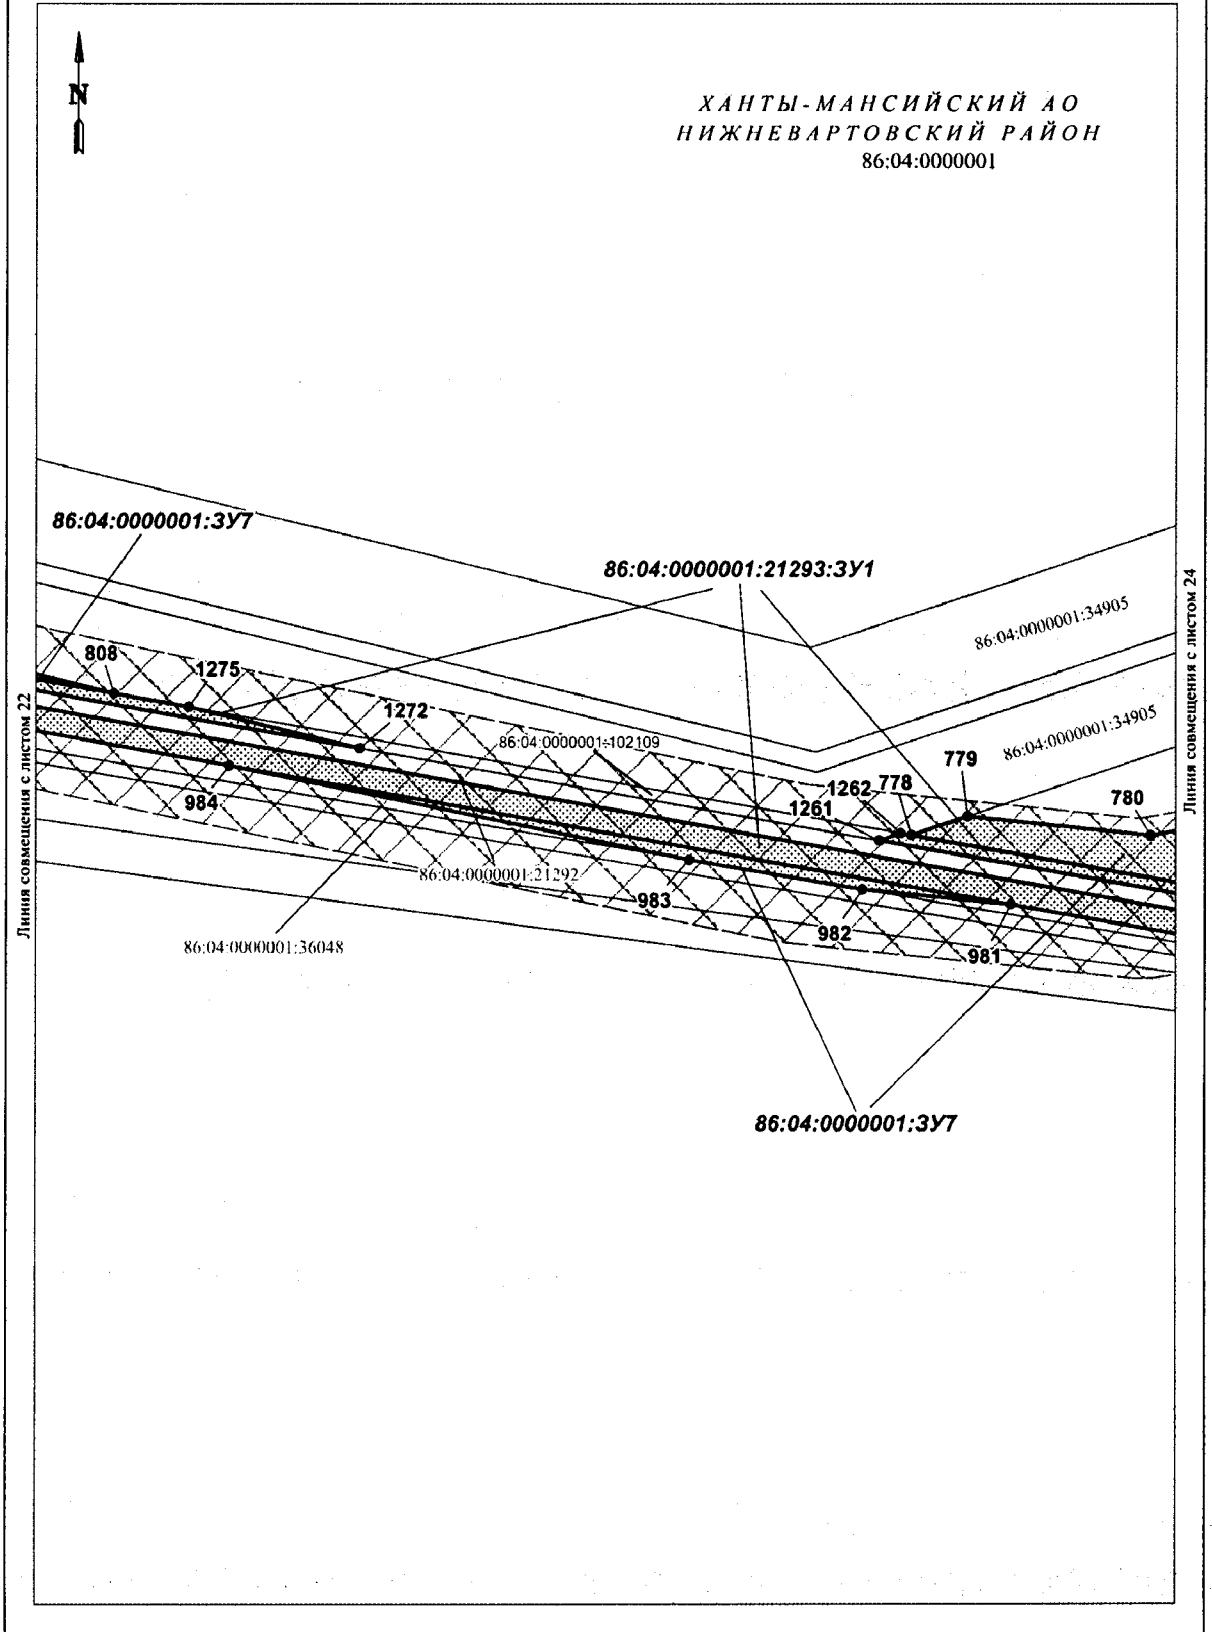 N
ХАНТЫ-МАНСИЙСКИЙ АО
НИЖНЕВАРТОВСКИЙ РАЙОН
86:04:0000001
86:04:0000001:ЗУ7
86:04:0000001:21293:ЗУ1
86:04:0000001:34905
808
1275
1272
86:04:0000001:102109
86:04:0000001:34905
779
1262
778
1261
780
984
86:04:0000001:21292
983
982
981
86:04:0000001:36048
86:04:0000001:ЗУ7
Линия совмещения с листом 22
Линия совмещения с листом 24